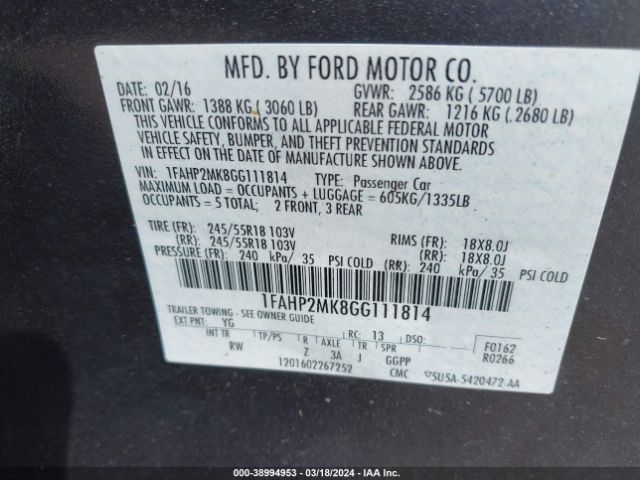 MFD. BY FORD MOTOR CO.
DATE: 02/16 GVWR: 2586 KG ( 5700 LB)
FRONT GAWR: 1388 KG ( 3060 LB) REAR GAWR: 1216 KG (.2680 LB)
THIS VEHICLE CONFORMS TO ALL APPLICABLE FEDERAL MOTOR
VEHICLE SAFETY, BUMPER, AND THEFT PREVENTION STANDARDS
IN EFFECT ON THE DATE OF MANUFACTURE SHOWN ABOVE.
VIN: 1FAHP2MK8GG111814 TYPE: Passenger Car
MAXIMUM LOAD = OCCUPANTS + LUGGAGE = 605KG/1335LB
OCCUPANTS = 5 TOTAL; 2 FRONT, 3 REAR
TIRE (FR): 245/55R18 103V RIMS (FR): 18X8.0J
(RR): 245/55R18 103V (RR): 18X8.0J
PRESSURE (FR): 240 kPa/ 35 PSI COLD (RR): 240 kPa/ 35 PSI COLD
1FAHP2MK8GG111814
TRAILER TOWING - SEE OWNER GUIDE
EXT PNT: YG RC: 13 DSO: F0162
INT TR TP/PS R AXLE TR SPR R0266
RW Z 3A J GGPP
1201602267252 CMC ▽SU5A-5420472-AA
000-38994953 - 03/18/2024 - IAA, Inc.